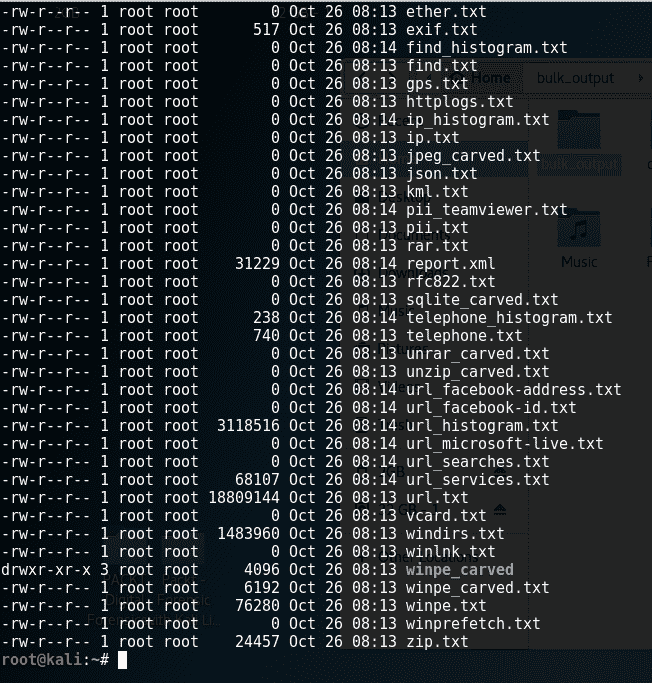 -rw-r--r-- 1 root root        0 Oct 26 08:13 ether.txt
-rw-r--r-- 1 root root      517 Oct 26 08:13 exif.txt
-rw-r--r-- 1 root root        0 Oct 26 08:14 find_histogram.txt
-rw-r--r-- 1 root root        0 Oct 26 08:13 find.txt
-rw-r--r-- 1 root root        0 Oct 26 08:13 gps.txt
-rw-r--r-- 1 root root        0 Oct 26 08:13 httplogs.txt
-rw-r--r-- 1 root root        0 Oct 26 08:14 ip_histogram.txt
-rw-r--r-- 1 root root        0 Oct 26 08:13 ip.txt
-rw-r--r-- 1 root root        0 Oct 26 08:13 jpeg_carved.txt
-rw-r--r-- 1 root root        0 Oct 26 08:13 json.txt
-rw-r--r-- 1 root root        0 Oct 26 08:13 kml.txt
-rw-r--r-- 1 root root        0 Oct 26 08:14 pii_teamviewer.txt
-rw-r--r-- 1 root root        0 Oct 26 08:13 pii.txt
-rw-r--r-- 1 root root        0 Oct 26 08:13 rar.txt
-rw-r--r-- 1 root root    31229 Oct 26 08:14 report.xml
-rw-r--r-- 1 root root        0 Oct 26 08:13 rfc822.txt
-rw-r--r-- 1 root root        0 Oct 26 08:13 sqlite_carved.txt
-rw-r--r-- 1 root root      238 Oct 26 08:14 telephone_histogram.txt
-rw-r--r-- 1 root root      740 Oct 26 08:13 telephone.txt
-rw-r--r-- 1 root root        0 Oct 26 08:13 unrar_carved.txt
-rw-r--r-- 1 root root        0 Oct 26 08:13 unzip_carved.txt
-rw-r--r-- 1 root root        0 Oct 26 08:14 url_facebook-address.txt
-rw-r--r-- 1 root root        0 Oct 26 08:14 url_facebook-id.txt
-rw-r--r-- 1 root root  3118516 Oct 26 08:14 url_histogram.txt
-rw-r--r-- 1 root root        0 Oct 26 08:14 url_microsoft-live.txt
-rw-r--r-- 1 root root        0 Oct 26 08:14 url_searches.txt
-rw-r--r-- 1 root root    68107 Oct 26 08:14 url_services.txt
-rw-r--r-- 1 root root 18809144 Oct 26 08:13 url.txt
-rw-r--r-- 1 root root        0 Oct 26 08:13 vcard.txt
-rw-r--r-- 1 root root  1483960 Oct 26 08:13 windirs.txt
-rw-r--r-- 1 root root        0 Oct 26 08:13 winlnk.txt
drwxr-xr-x 3 root root     4096 Oct 26 08:13 winpe_carved
-rw-r--r-- 1 root root     6192 Oct 26 08:13 winpe_carved.txt
-rw-r--r-- 1 root root    76280 Oct 26 08:13 winpe.txt
-rw-r--r-- 1 root root        0 Oct 26 08:13 winprefetch.txt
-rw-r--r-- 1 root root    24457 Oct 26 08:13 zip.txt
root@kali:~#
Home
bulk_output
bulk_output
Music